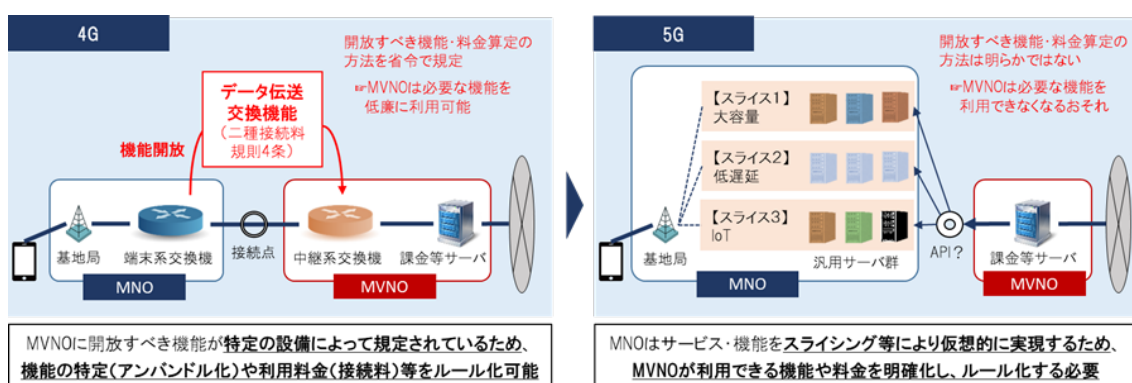 4G
開放すべき機能・料金算定の
方法を省令で規定
☞MVNOは必要な機能を
低廉に利用可能
データ伝送
交換機能
(二種接続料
規則4条)
機能開放
基地局
端末系交換機
接続点
中継系交換機
課金等サーバ
MNO
MVNO
MVNOに開放すべき機能が特定の設備によって規定されているため、
機能の特定(アンバンドル化)や利用料金(接続料)等をルール化可能
5G
開放すべき機能・料金算定の
方法は明らかではない
☞MVNOは必要な機能を
利用できなくなるおそれ
【スライス1】
大容量
【スライス2】
低遅延
【スライス3】
IoT
基地局
汎用サーバ群
API?
課金等サーバ
MNO
MVNO
MNOはサービス・機能をスライシング等により仮想的に実現するため、
MVNOが利用できる機能や料金を明確化し、ルール化する必要